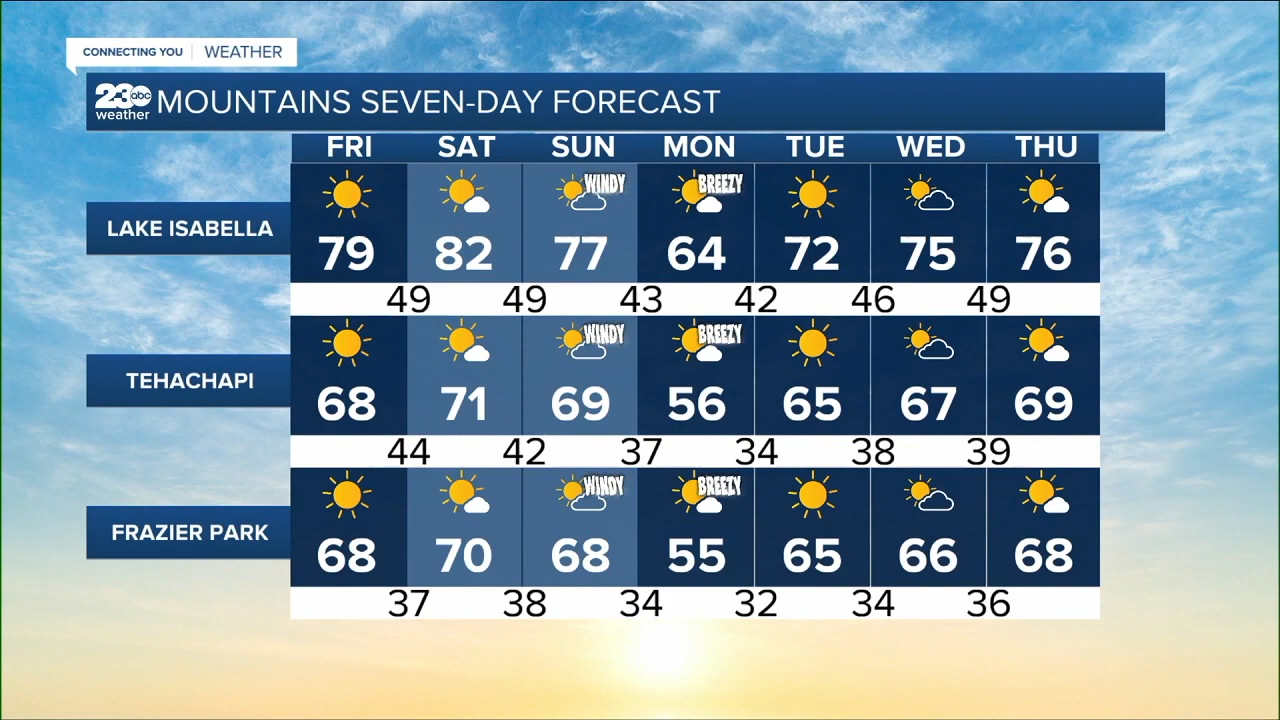 CONNECTING YOU WEATHER
23 abc
weather
MOUNTAINS SEVEN-DAY FORECAST
FRI SAT SUN MON TUE WED THU
WINDY BREEZY
LAKE ISABELLA 79 82 77 64 72 75 76
49 49 43 42 46 49
WINDY BREEZY
TEHACHAPI 68 71 69 56 65 67 69
44 42 37 34 38 39
WINDY BREEZY
FRAZIER PARK 68 70 68 55 65 66 68
37 38 34 32 34 36